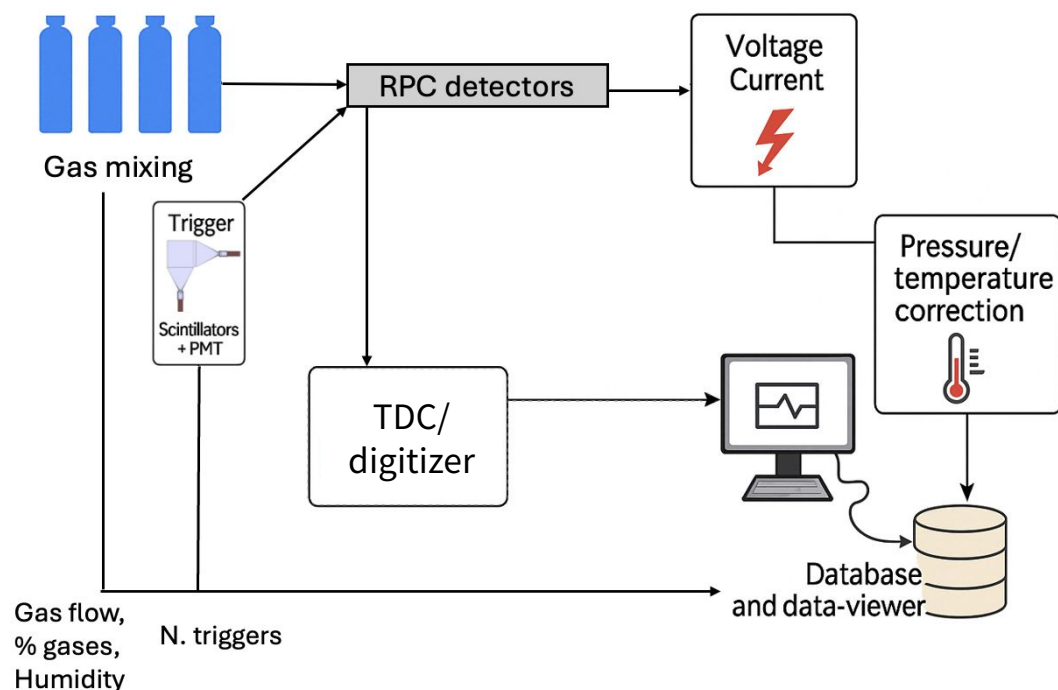 Gas mixing
RPC detectors
Voltage
Current
Trigger
Scintillators
+ PMT
Pressure/
temperature
correction
TDC/
digitizer
Database
and data-viewer
Gas flow,
% gases,
Humidity
N. triggers